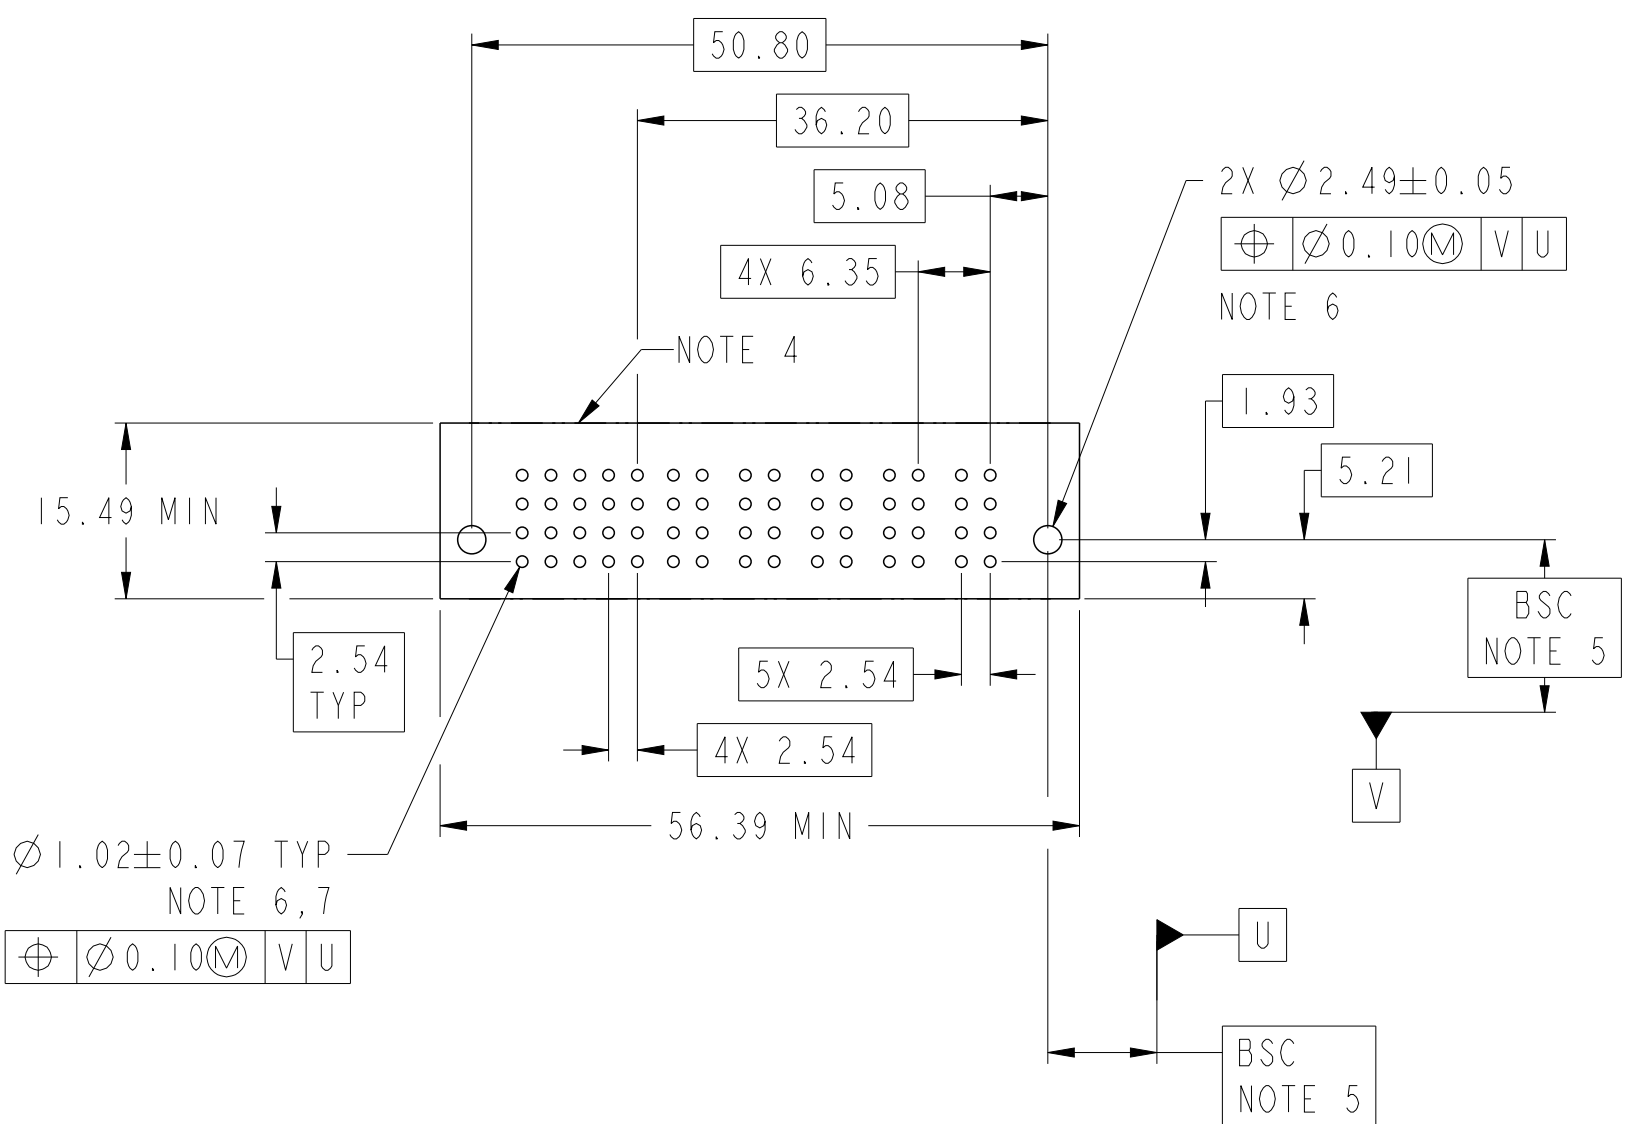 50.80
36.20
5.08
4X 6.35
2X ⌀2.49±0.05
⌖ ⌀0.10Ⓜ V U
NOTE 6
NOTE 4
1.93
5.21
15.49 MIN
BSC
NOTE 5
2.54
TYP
5X 2.54
4X 2.54
V
56.39 MIN
⌀1.02±0.07 TYP
NOTE 6,7
⌖ ⌀0.10Ⓜ V U
U
BSC
NOTE 5